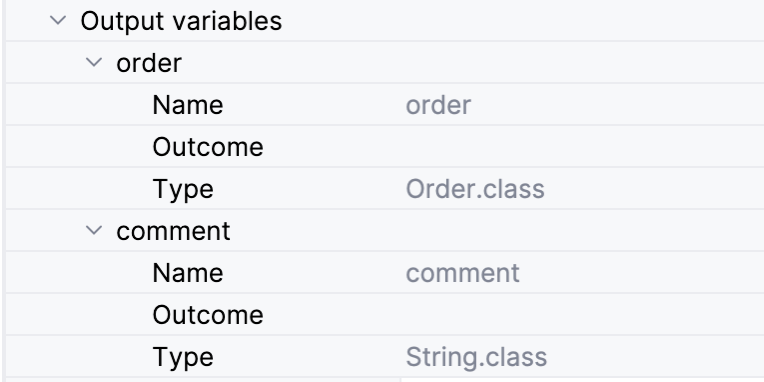 Output variables
order
Name order
Outcome
Type Order.class
comment
Name comment
Outcome
Type String.class